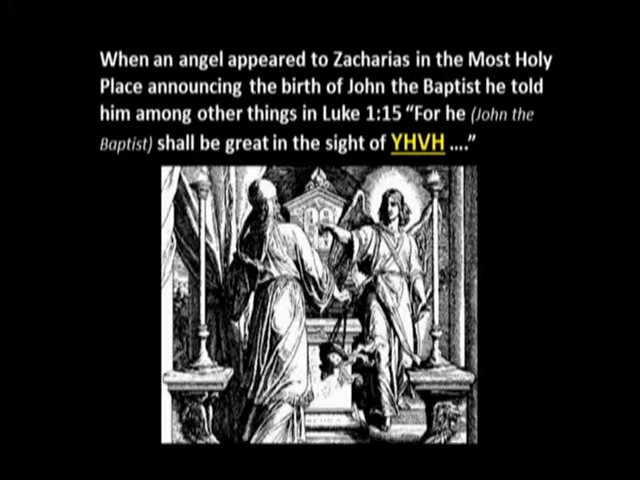 When an angel appeared to Zacharias in the Most Holy
Place announcing the birth of John the Baptist he told
him among other things in Luke 1:15 “For he (John the
Baptist) shall be great in the sight of YHVH ....”